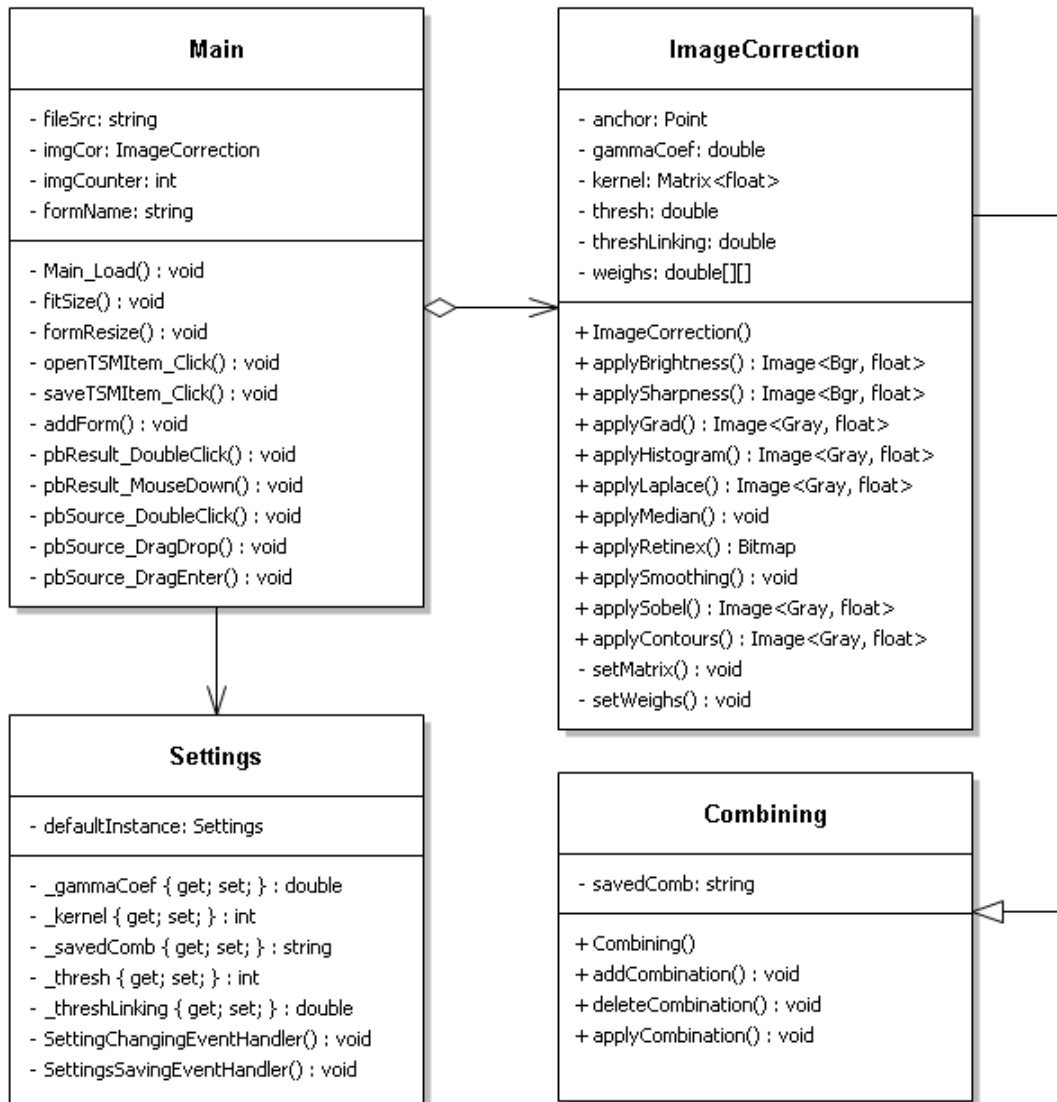 Main
- fileSrc: string
- imgCor: ImageCorrection
- imgCounter: int
- formName: string
- Main_Load() : void
- fitSize() : void
- formResize() : void
- openTSMItem_Click() : void
- saveTSMItem_Click() : void
- addForm() : void
- pbResult_DoubleClick() : void
- pbResult_MouseDown() : void
- pbSource_DoubleClick() : void
- pbSource_DragDrop() : void
- pbSource_DragEnter() : void
ImageCorrection
- anchor: Point
- gammaCoef: double
- kernel: Matrix<float>
- thresh: double
- threshLinking: double
- weighs: double[][]
+ ImageCorrection()
+ applyBrightness() : Image<Bgr, float>
+ applySharpness() : Image<Bgr, float>
+ applyGrad() : Image<Gray, float>
+ applyHistogram() : Image<Gray, float>
+ applyLaplace() : Image<Gray, float>
+ applyMedian() : void
+ applyRetinex() : Bitmap
+ applySmoothing() : void
+ applySobel() : Image<Gray, float>
+ applyContours() : Image<Gray, float>
- setMatrix() : void
- setWeighs() : void
Settings
- defaultInstance: Settings
- _gammaCoef { get; set; } : double
- _kernel { get; set; } : int
- _savedComb { get; set; } : string
- _thresh { get; set; } : int
- _threshLinking { get; set; } : double
- SettingChangingEventHandler() : void
- SettingsSavingEventHandler() : void
Combining
- savedComb: string
+ Combining()
+ addCombination() : void
+ deleteCombination() : void
+ applyCombination() : void